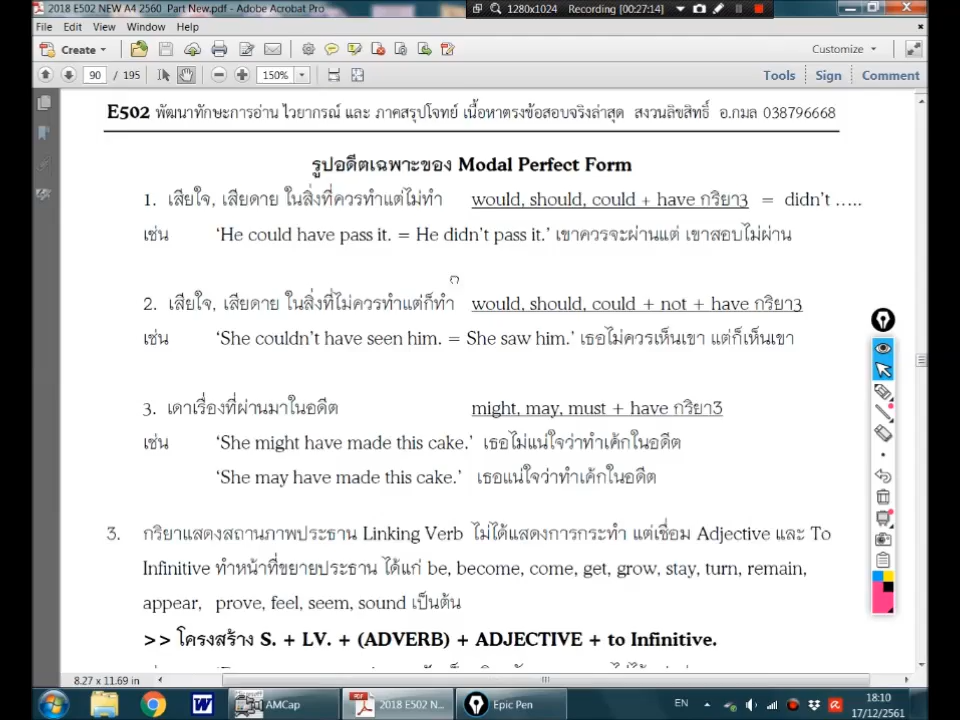 2018 E502 NEW A4 2560 Part New.pdf - Adobe Acrobat Pro
1280x1024 Recording [00:27:14]
File Edit View Window Help
Create Customize
90 / 195 150% Tools Sign Comment
E502 พัฒนาทักษะการอ่าน ไวยากรณ์ และ ภาคสรุปโจทย์ เนื้อหาตรงข้อสอบจริงล่าสุด สงวนลิขสิทธิ์ อ.กมล 038796668
รูปอดีตเฉพาะของ Modal Perfect Form
1. เสียใจ, เสียดาย ในสิ่งที่ควรทำแต่ไม่ทำ would, should, could + have กริยา3 = didn't …..
เช่น 'He could have pass it. = He didn't pass it.' เขาควรจะผ่านแต่ เขาสอบไม่ผ่าน
2. เสียใจ, เสียดาย ในสิ่งที่ไม่ควรทำแต่ก็ทำ would, should, could + not + have กริยา3
เช่น 'She couldn't have seen him. = She saw him.' เธอไม่ควรเห็นเขา แต่ก็เห็นเขา
3. เดาเรื่องที่ผ่านมาในอดีต might, may, must + have กริยา3
เช่น 'She might have made this cake.' เธอไม่แน่ใจว่าทำเค้กในอดีต
'She may have made this cake.' เธอแน่ใจว่าทำเค้กในอดีต
3. กริยาแสดงสถานภาพประธาน Linking Verb ไม่ได้แสดงการกระทำ แต่เชื่อม Adjective และ To
Infinitive ทำหน้าที่ขยายประธาน ได้แก่ be, become, come, get, grow, stay, turn, remain,
appear, prove, feel, seem, sound เป็นต้น
>> โครงสร้าง S. + LV. + (ADVERB) + ADJECTIVE + to Infinitive.
8.27 x 11.69 in
AMCap 2018 E502 N... Epic Pen EN 18:10
17/12/2561